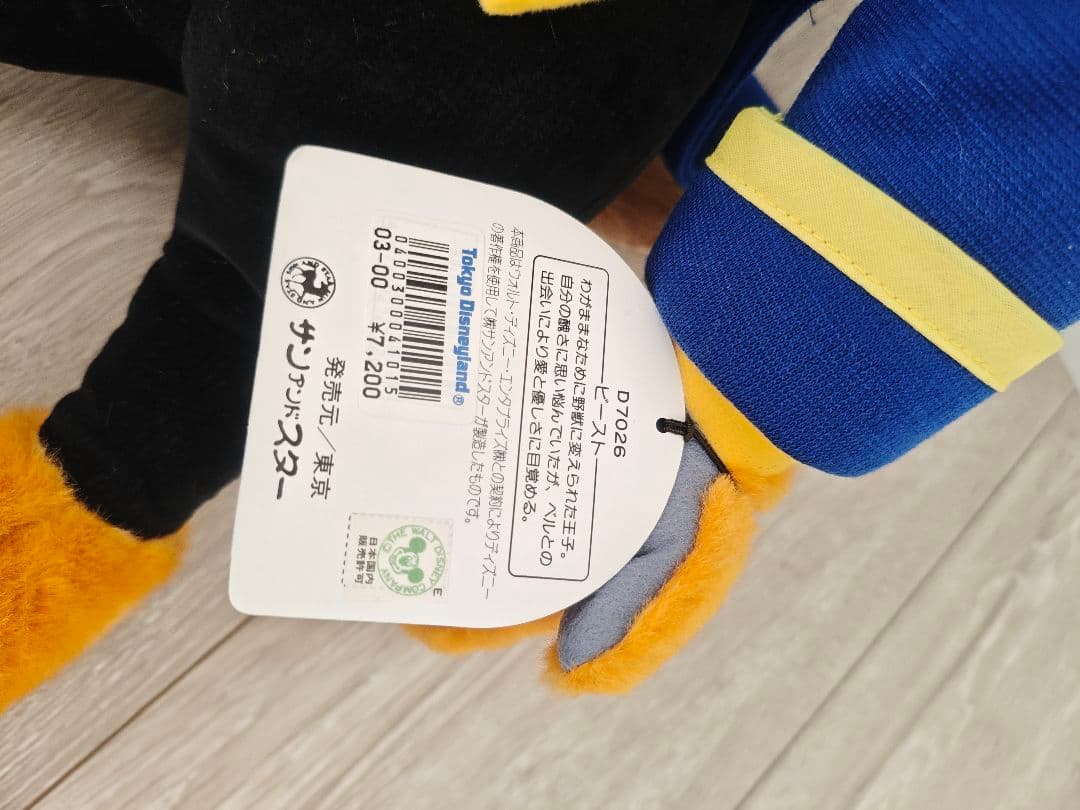 D7026
ビースト
わがままなために野獣に変えられた王子。
自分の醜さに思い悩んでいたが、ベルとの
出会いにより愛と優しさに目覚める。
本商品はウォルト・ディズニー・エンタプライズ㈱との契約によりディズニー
の著作権を使用して㈱サンアンドスターが製造したものです。
Tokyo Disneyland®
0400300041015
03-00 ¥7,200
E
©THE WALT DISNEY COMPANY
日本国内
販売許可
発売元／東京
サンアンドスター